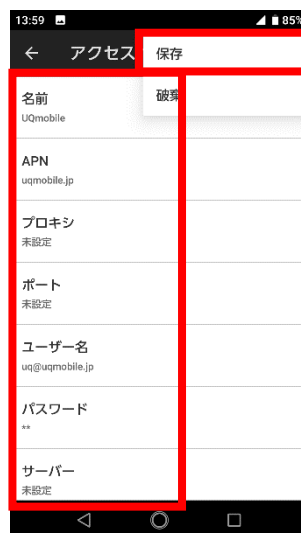 13:59 85%
アクセス
保存
破棄
名前
UQmobile
APN
uqmobile.jp
プロキシ
未設定
ポート
未設定
ユーザー名
uq@uqmobile.jp
パスワード
**
サーバー
未設定